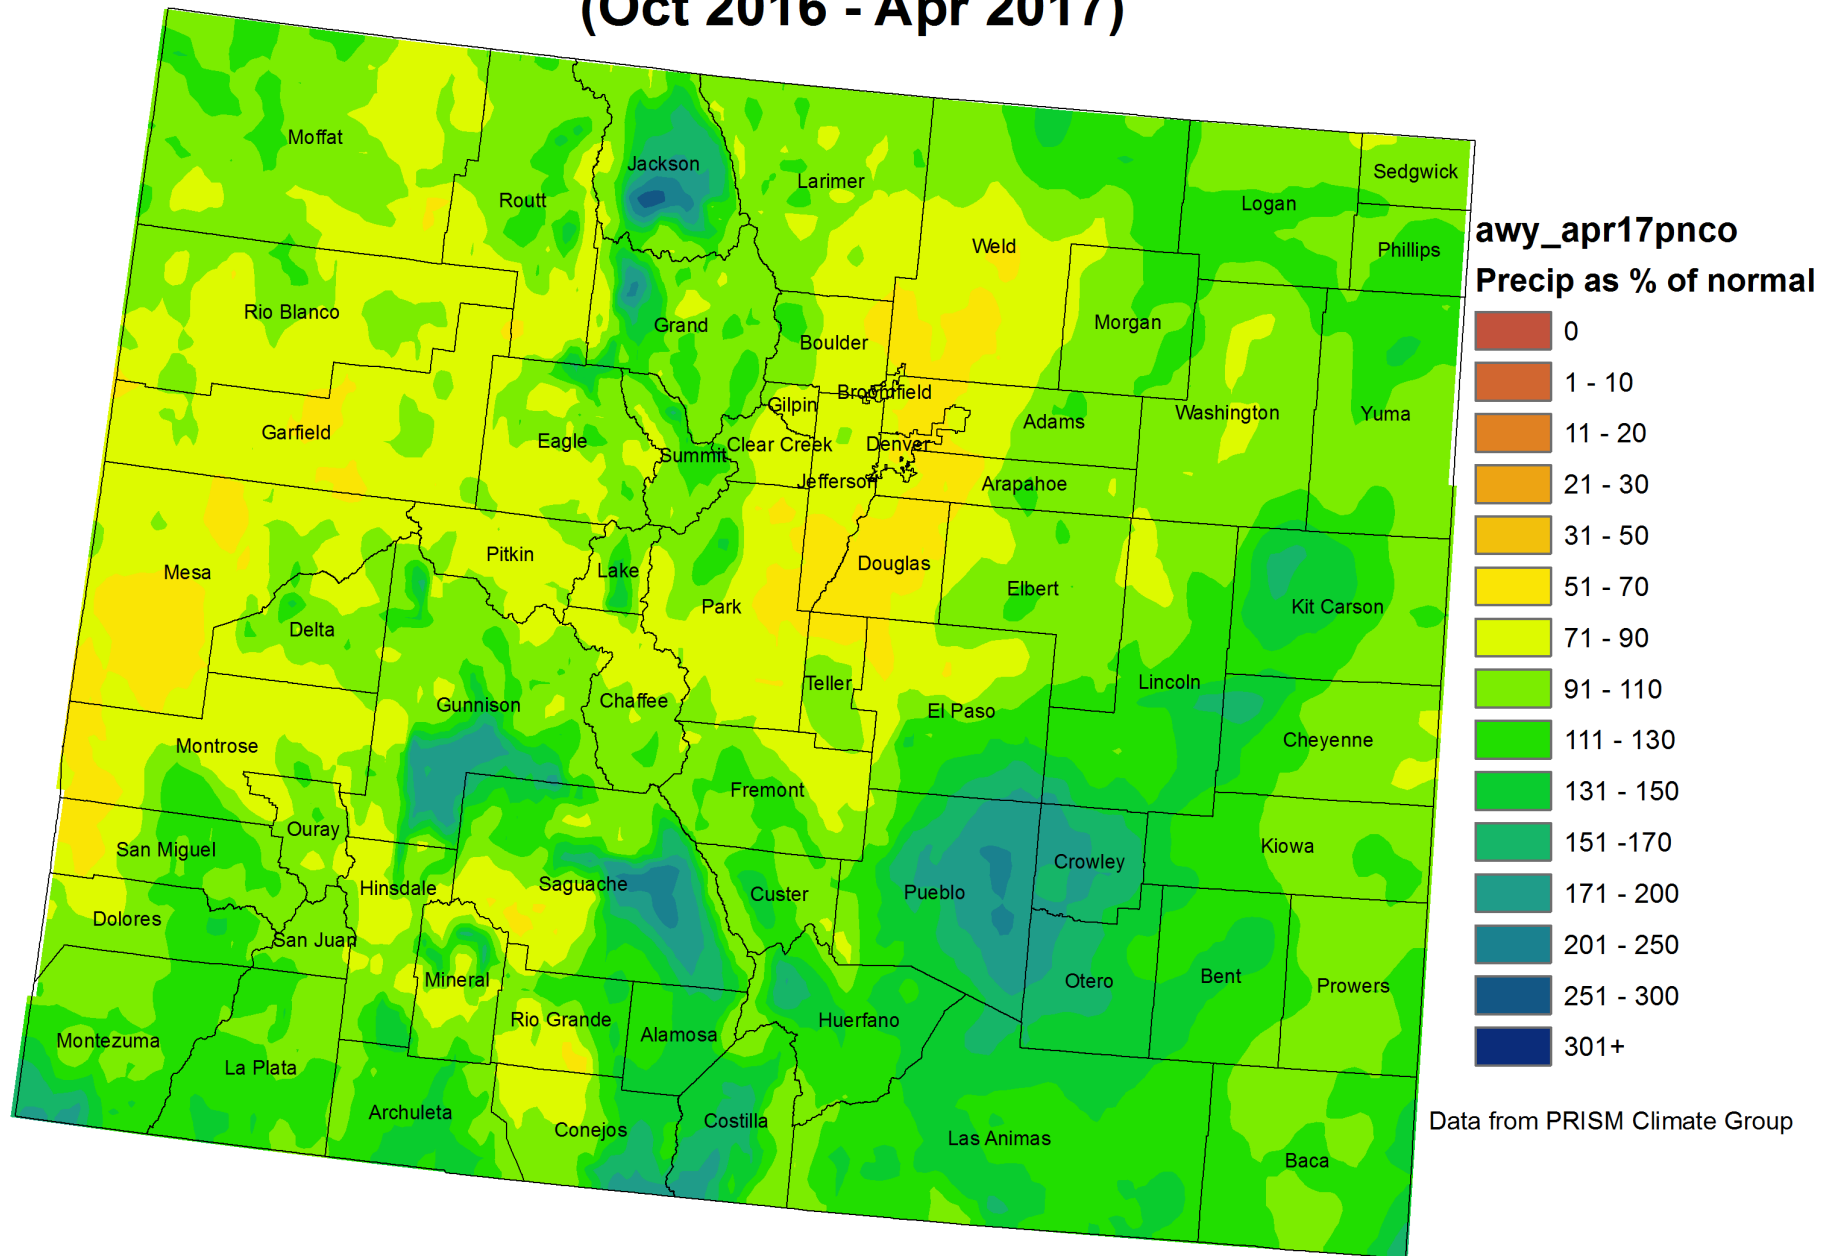 (Oct 2016 - Apr 2017)
Moffat
Jackson
Larimer
Routt
Sedgwick
Logan
Weld
Phillips
Rio Blanco
Grand
Morgan
Boulder
Broomfield
Gilpin
Washington
Yuma
Garfield
Eagle
Adams
Clear Creek
Denver
Summit
Jefferson
Arapahoe
Pitkin
Mesa
Lake
Douglas
Elbert
Park
Kit Carson
Delta
Teller
Lincoln
Gunnison
Chaffee
El Paso
Montrose
Cheyenne
Fremont
Ouray
San Miguel
Kiowa
Crowley
Hinsdale
Saguache
Custer
Pueblo
Dolores
San Juan
Mineral
Otero
Bent
Prowers
Rio Grande
Alamosa
Huerfano
Montezuma
La Plata
Archuleta
Conejos
Costilla
Las Animas
Baca
awy_apr17pnco
Precip as % of normal
0
1 - 10
11 - 20
21 - 30
31 - 50
51 - 70
71 - 90
91 - 110
111 - 130
131 - 150
151 -170
171 - 200
201 - 250
251 - 300
301+
Data from PRISM Climate Group